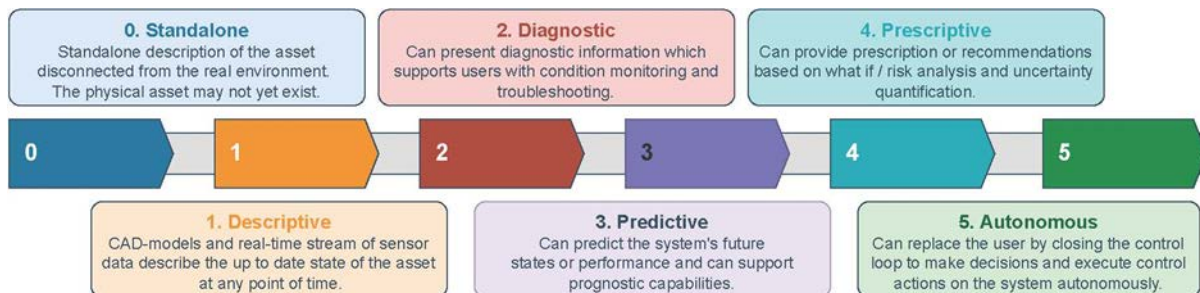 0. Standalone
Standalone description of the asset
disconnected from the real environment.
The physical asset may not yet exist.
2. Diagnostic
Can present diagnostic information which
supports users with condition monitoring and
troubleshooting.
4. Prescriptive
Can provide prescription or recommendations
based on what if / risk analysis and uncertainty
quantification.
0
1
2
3
4
5
1. Descriptive
CAD-models and real-time stream of sensor
data describe the up to date state of the asset
at any point of time.
3. Predictive
Can predict the system's future
states or performance and can support
prognostic capabilities.
5. Autonomous
Can replace the user by closing the control
loop to make decisions and execute control
actions on the system autonomously.